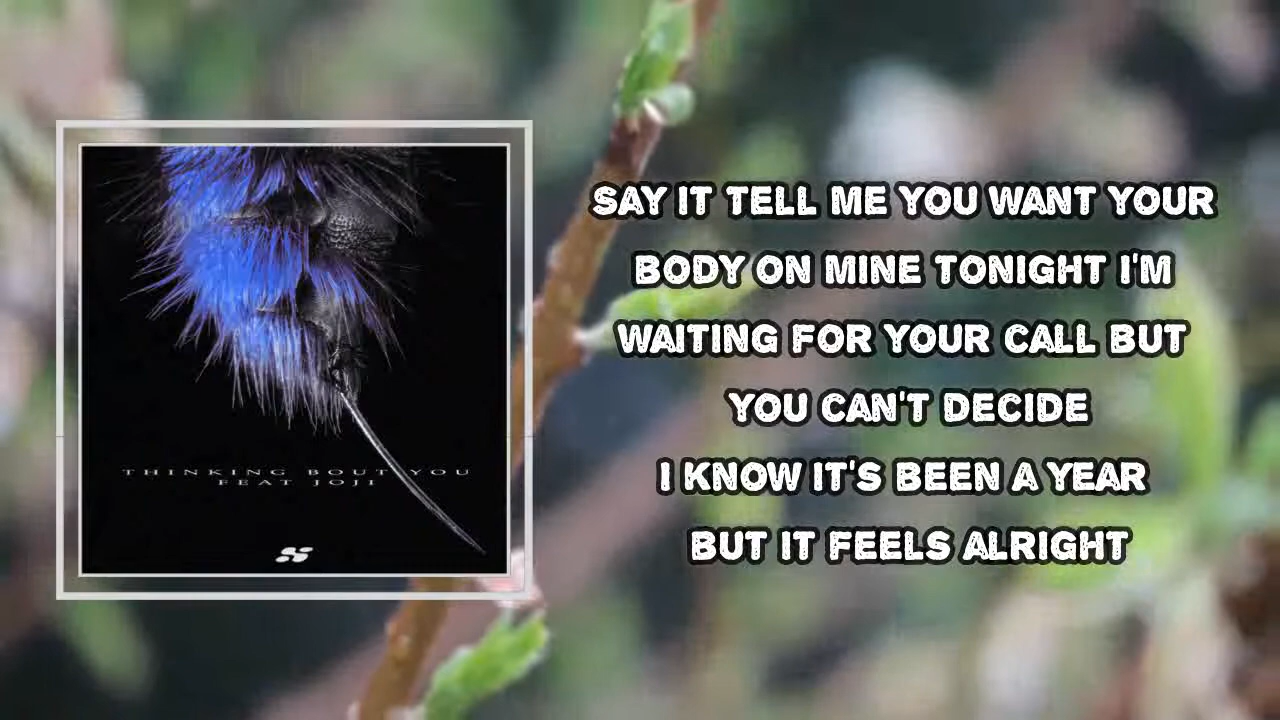 THINKING BOUT YOU
FEAT JOJI
SAY IT TELL ME YOU WANT YOUR
BODY ON MINE TONIGHT I'M
WAITING FOR YOUR CALL BUT
YOU CAN'T DECIDE
I KNOW IT'S BEEN A YEAR
BUT IT FEELS ALRIGHT